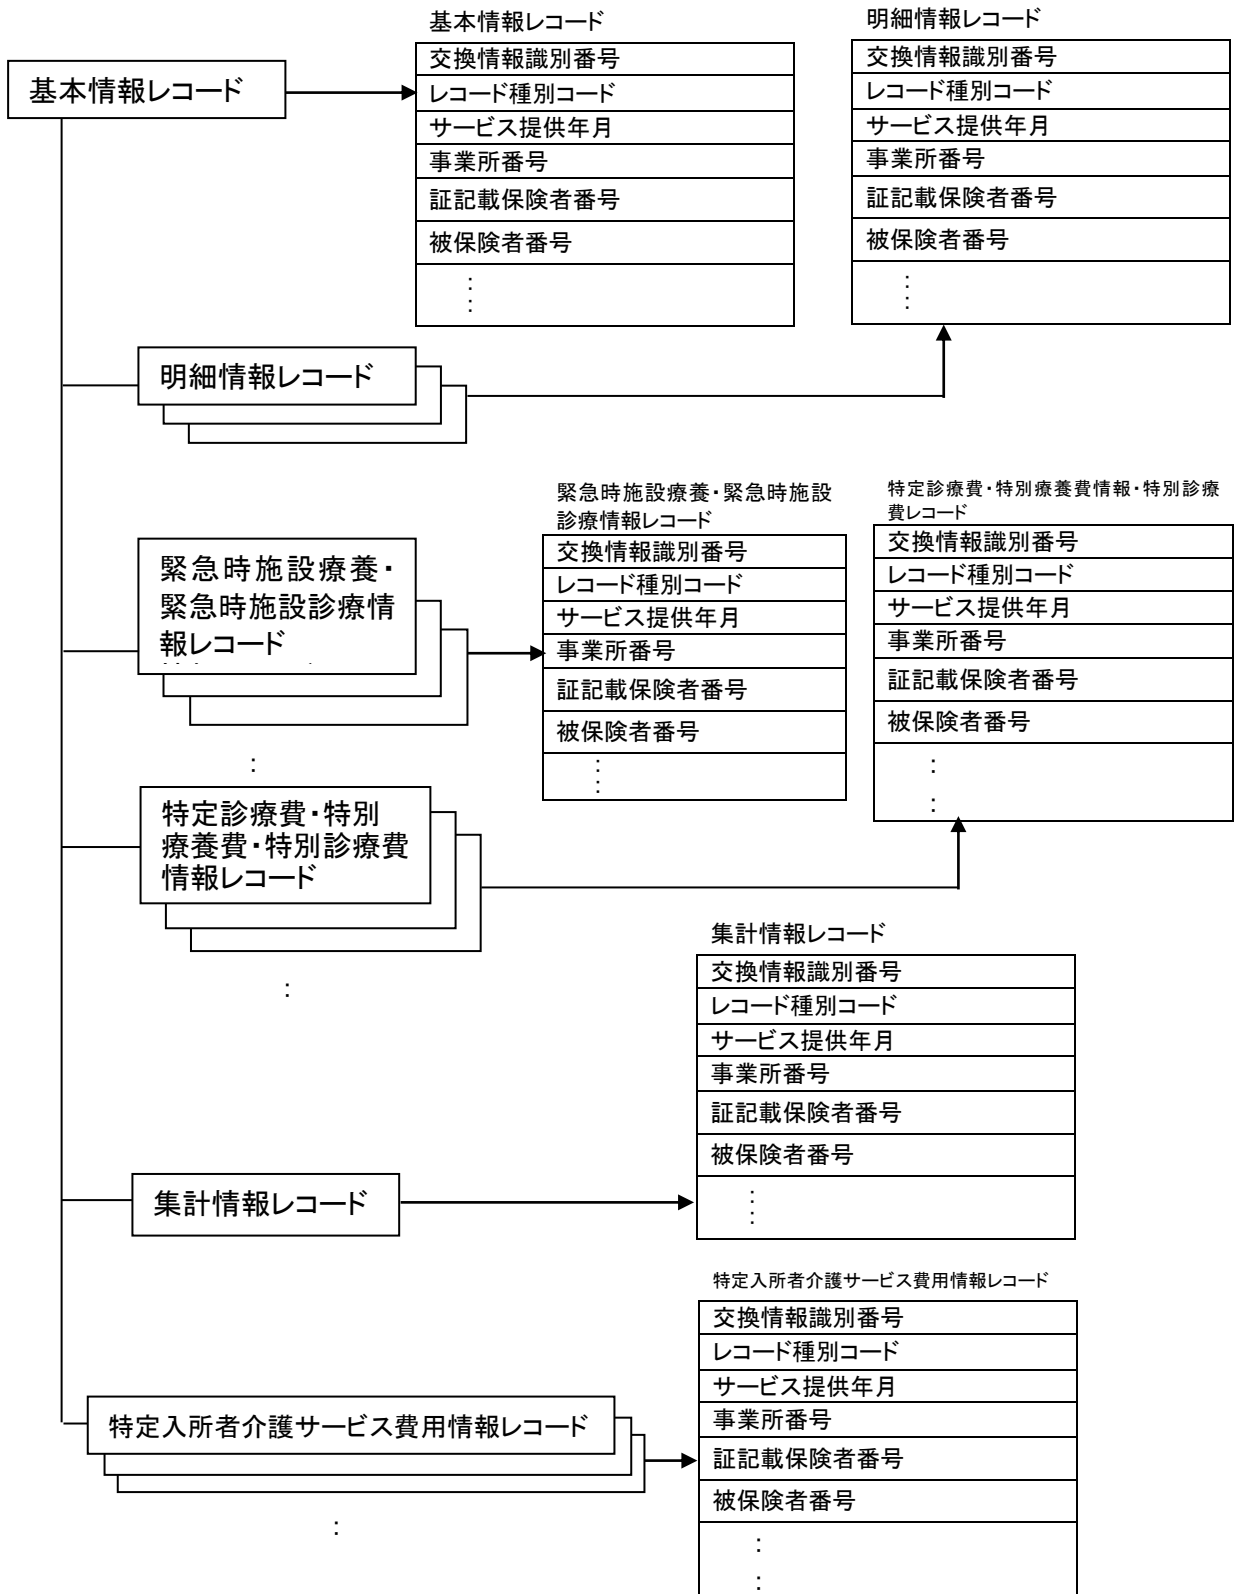 基本情報レコード
基本情報レコード
交換情報識別番号
レコード種別コード
サービス提供年月
事業所番号
証記載保険者番号
被保険者番号
:
:
明細情報レコード
交換情報識別番号
レコード種別コード
サービス提供年月
事業所番号
証記載保険者番号
被保険者番号
:
:
明細情報レコード
緊急時施設療養・
緊急時施設診療情
報レコード
:
緊急時施設療養・緊急時施設
診療情報レコード
交換情報識別番号
レコード種別コード
サービス提供年月
事業所番号
証記載保険者番号
被保険者番号
:
:
特定診療費・特別療養費情報・特別診療
費レコード
交換情報識別番号
レコード種別コード
サービス提供年月
事業所番号
証記載保険者番号
被保険者番号
:
:
特定診療費・特別
療養費・特別診療費
情報レコード
:
集計情報レコード
集計情報レコード
交換情報識別番号
レコード種別コード
サービス提供年月
事業所番号
証記載保険者番号
被保険者番号
:
:
特定入所者介護サービス費用情報レコード
:
特定入所者介護サービス費用情報レコード
交換情報識別番号
レコード種別コード
サービス提供年月
事業所番号
証記載保険者番号
被保険者番号
:
: